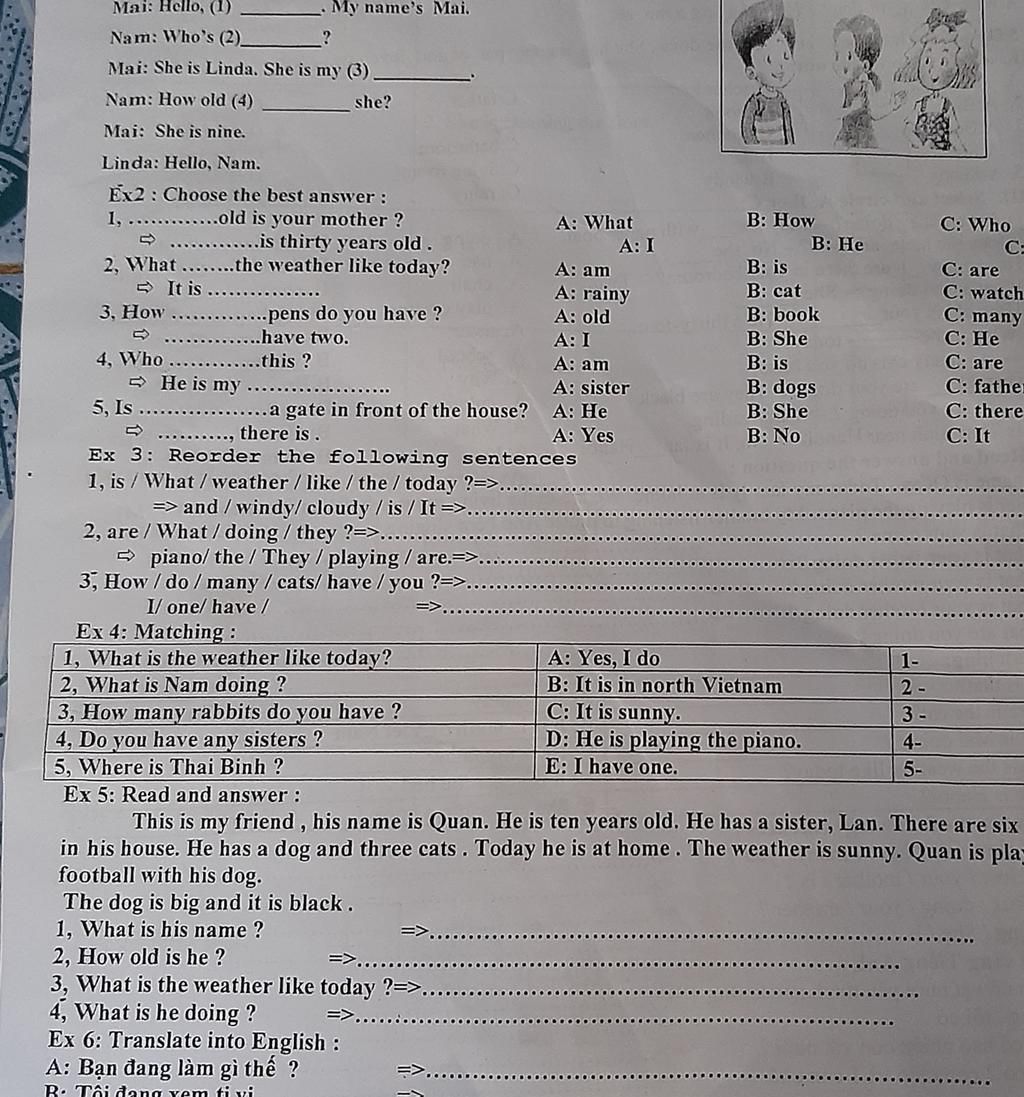 Mai: Hello, (1) ________. My name's Mai.
Nam: Who's (2)________?
Mai: She is Linda. She is my (3) __________.
Nam: How old (4) _________ she?
Mai: She is nine.
Linda: Hello, Nam.
Ex2 : Choose the best answer :
1, .............old is your mother ? A: What B: How C: Who
⇨ .............is thirty years old . A: I B: He C:
2, What ........the weather like today? A: am B: is C: are
⇨ It is ................ A: rainy B: cat C: watch
3, How ..............pens do you have ? A: old B: book C: many
⇨ ..............have two. A: I B: She C: He
4, Who .............this ? A: am B: is C: are
⇨ He is my .................... A: sister B: dogs C: fathe
5, Is ..................a gate in front of the house? A: He B: She C: there
⇨ .........., there is . A: Yes B: No C: It
Ex 3: Reorder the following sentences
1, is / What / weather / like / the / today ?=>..........................................................................
=> and / windy/ cloudy / is / It =>..........................................................................
2, are / What / doing / they ?=>..........................................................................
⇨ piano/ the / They / playing / are.=>..........................................................................
3, How / do / many / cats/ have / you ?=>..........................................................................
I/ one/ have / =>..........................................................................
Ex 4: Matching :
1, What is the weather like today? A: Yes, I do 1-
2, What is Nam doing ? B: It is in north Vietnam 2 -
3, How many rabbits do you have ? C: It is sunny. 3 -
4, Do you have any sisters ? D: He is playing the piano. 4-
5, Where is Thai Binh ? E: I have one. 5-
Ex 5: Read and answer :
This is my friend , his name is Quan. He is ten years old. He has a sister, Lan. There are six
in his house. He has a dog and three cats . Today he is at home . The weather is sunny. Quan is pla
football with his dog.
The dog is big and it is black .
1, What is his name ? =>..........................................................................
2, How old is he ? =>..........................................................................
3, What is the weather like today ?=>..........................................................................
4, What is he doing ? =>..........................................................................
Ex 6: Translate into English :
A: Bạn đang làm gì thế ? =>..........................................................................
B: Tôi đang xem ti vi =>